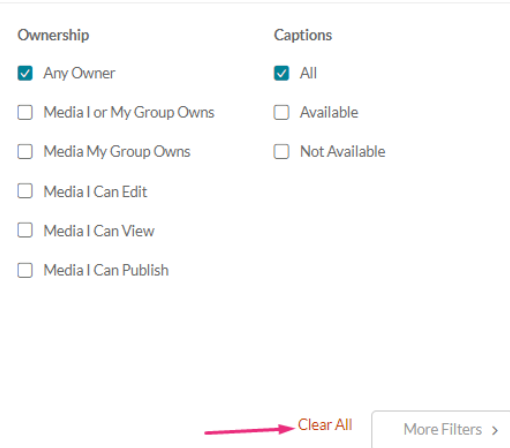 Ownership
Captions
Any Owner
All
Media I or My Group Owns
Available
Media My Group Owns
Not Available
Media I Can Edit
Media I Can View
Media I Can Publish
Clear All
More Filters >